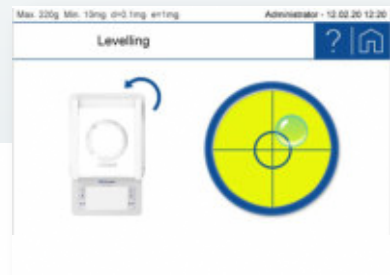 Max. 220g Min. 10mg d=0.1mg e=1mg
Administrator - 12.02.20 12:20
Levelling
?